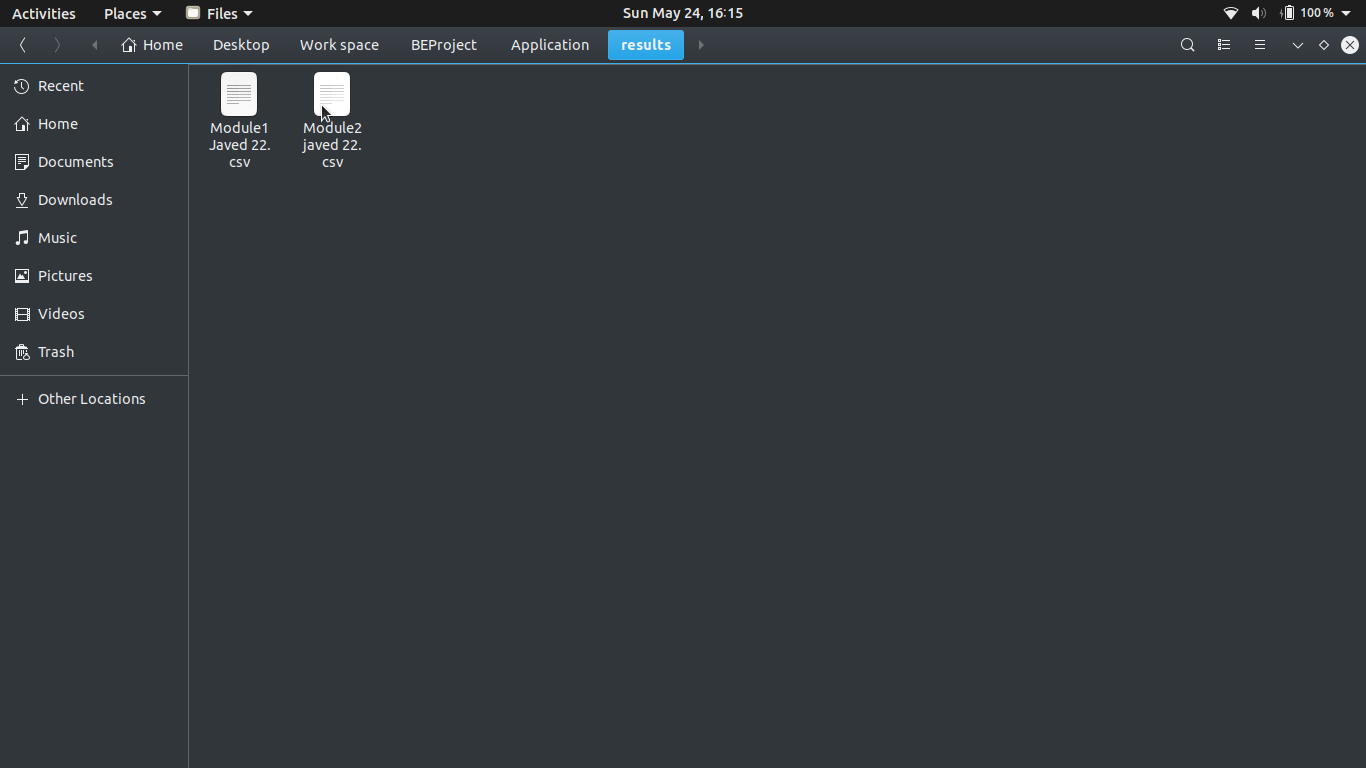 Activities Places Files Sun May 24, 16:15 100 %
Home Desktop Work space BEProject Application results
Recent
Home
Documents
Downloads
Music
Pictures
Videos
Trash
Other Locations
Module1
Javed 22.
csv
Module2
javed 22.
csv